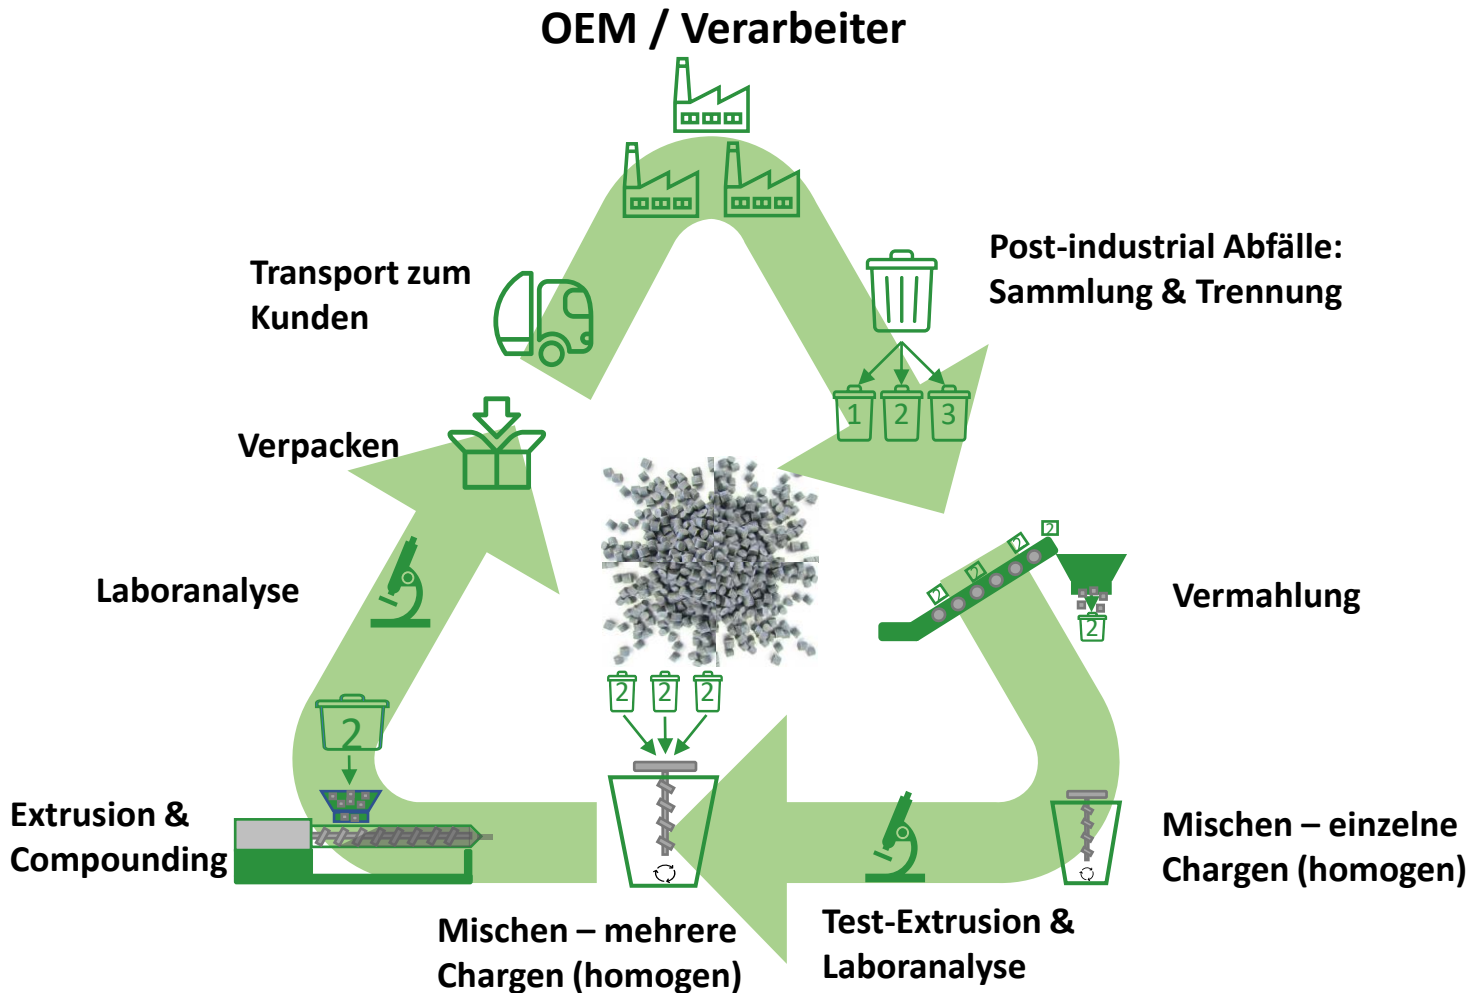 OEM / Verarbeiter
Post-industrial Abfälle:
Sammlung & Trennung
1 2 3
2 2 2 2
Vermahlung
2
Mischen – einzelne
Chargen (homogen)
Test-Extrusion &
Laboranalyse
2 2 2
Mischen – mehrere
Chargen (homogen)
2
Extrusion &
Compounding
Laboranalyse
Verpacken
Transport zum
Kunden